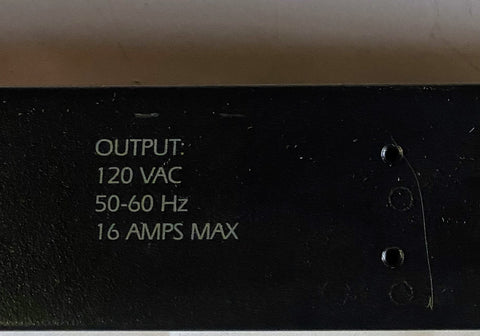 OUTPUT:
120 VAC
50-60 Hz
16 AMPS MAX